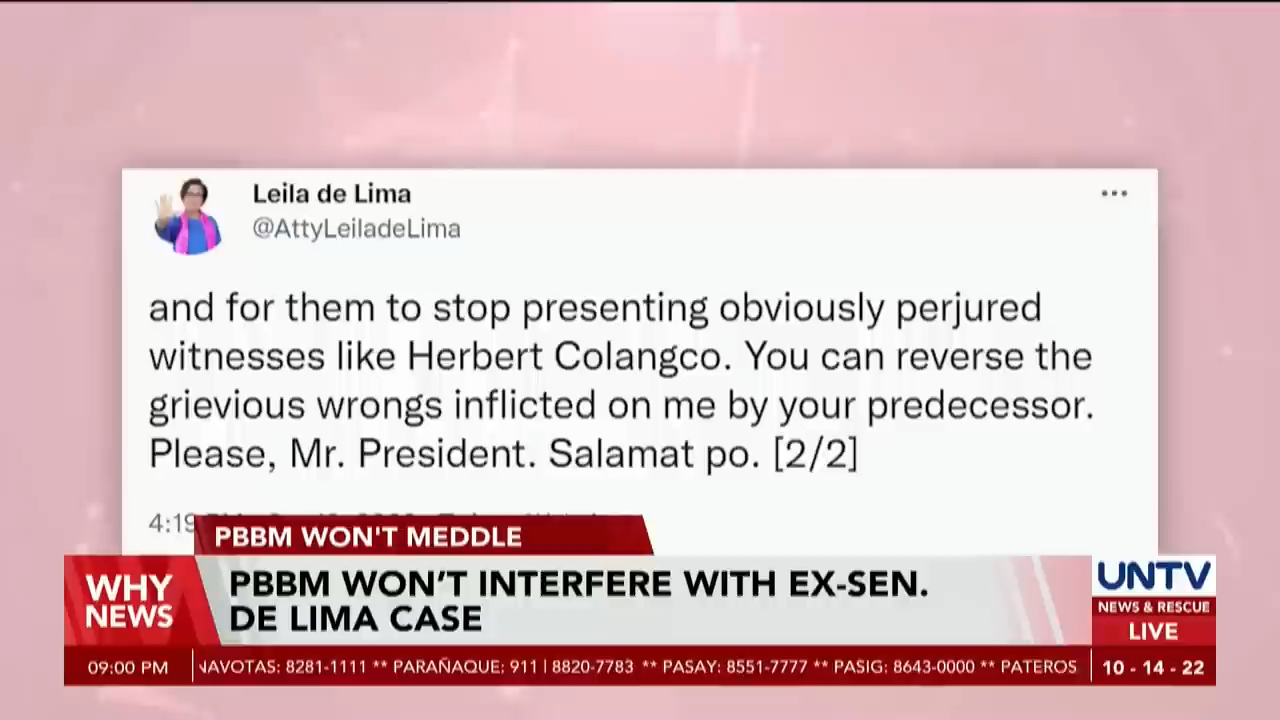 Leila de Lima
@AttyLeiladeLima
and for them to stop presenting obviously perjured
witnesses like Herbert Colangco. You can reverse the
grievious wrongs inflicted on me by your predecessor.
Please, Mr. President. Salamat po. [2/2]
4:19
PBBM WON'T MEDDLE
WHY
NEWS
PBBM WON'T INTERFERE WITH EX-SEN.
DE LIMA CASE
UNTV
NEWS & RESCUE
LIVE
09:00 PM
NAVOTAS: 8281-1111 ** PARAÑAQUE: 911 | 8820-7783 ** PASAY: 8551-7777 ** PASIG: 8643-0000 ** PATEROS
10 - 14 - 22